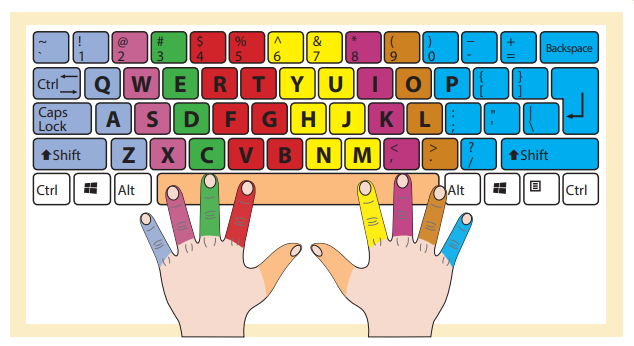 ~ ! @ # $ % ^ & * ( ) _ +
` 1 2 3 4 5 6 7 8 9 0 - = Backspace
Ctrl Q W E R T Y U I O P { }
[ ]
Caps Lock A S D F G H J K L : " |
; ' \
Shift Z X C V B N M < > ? Shift
, . /
Ctrl Alt Alt Ctrl